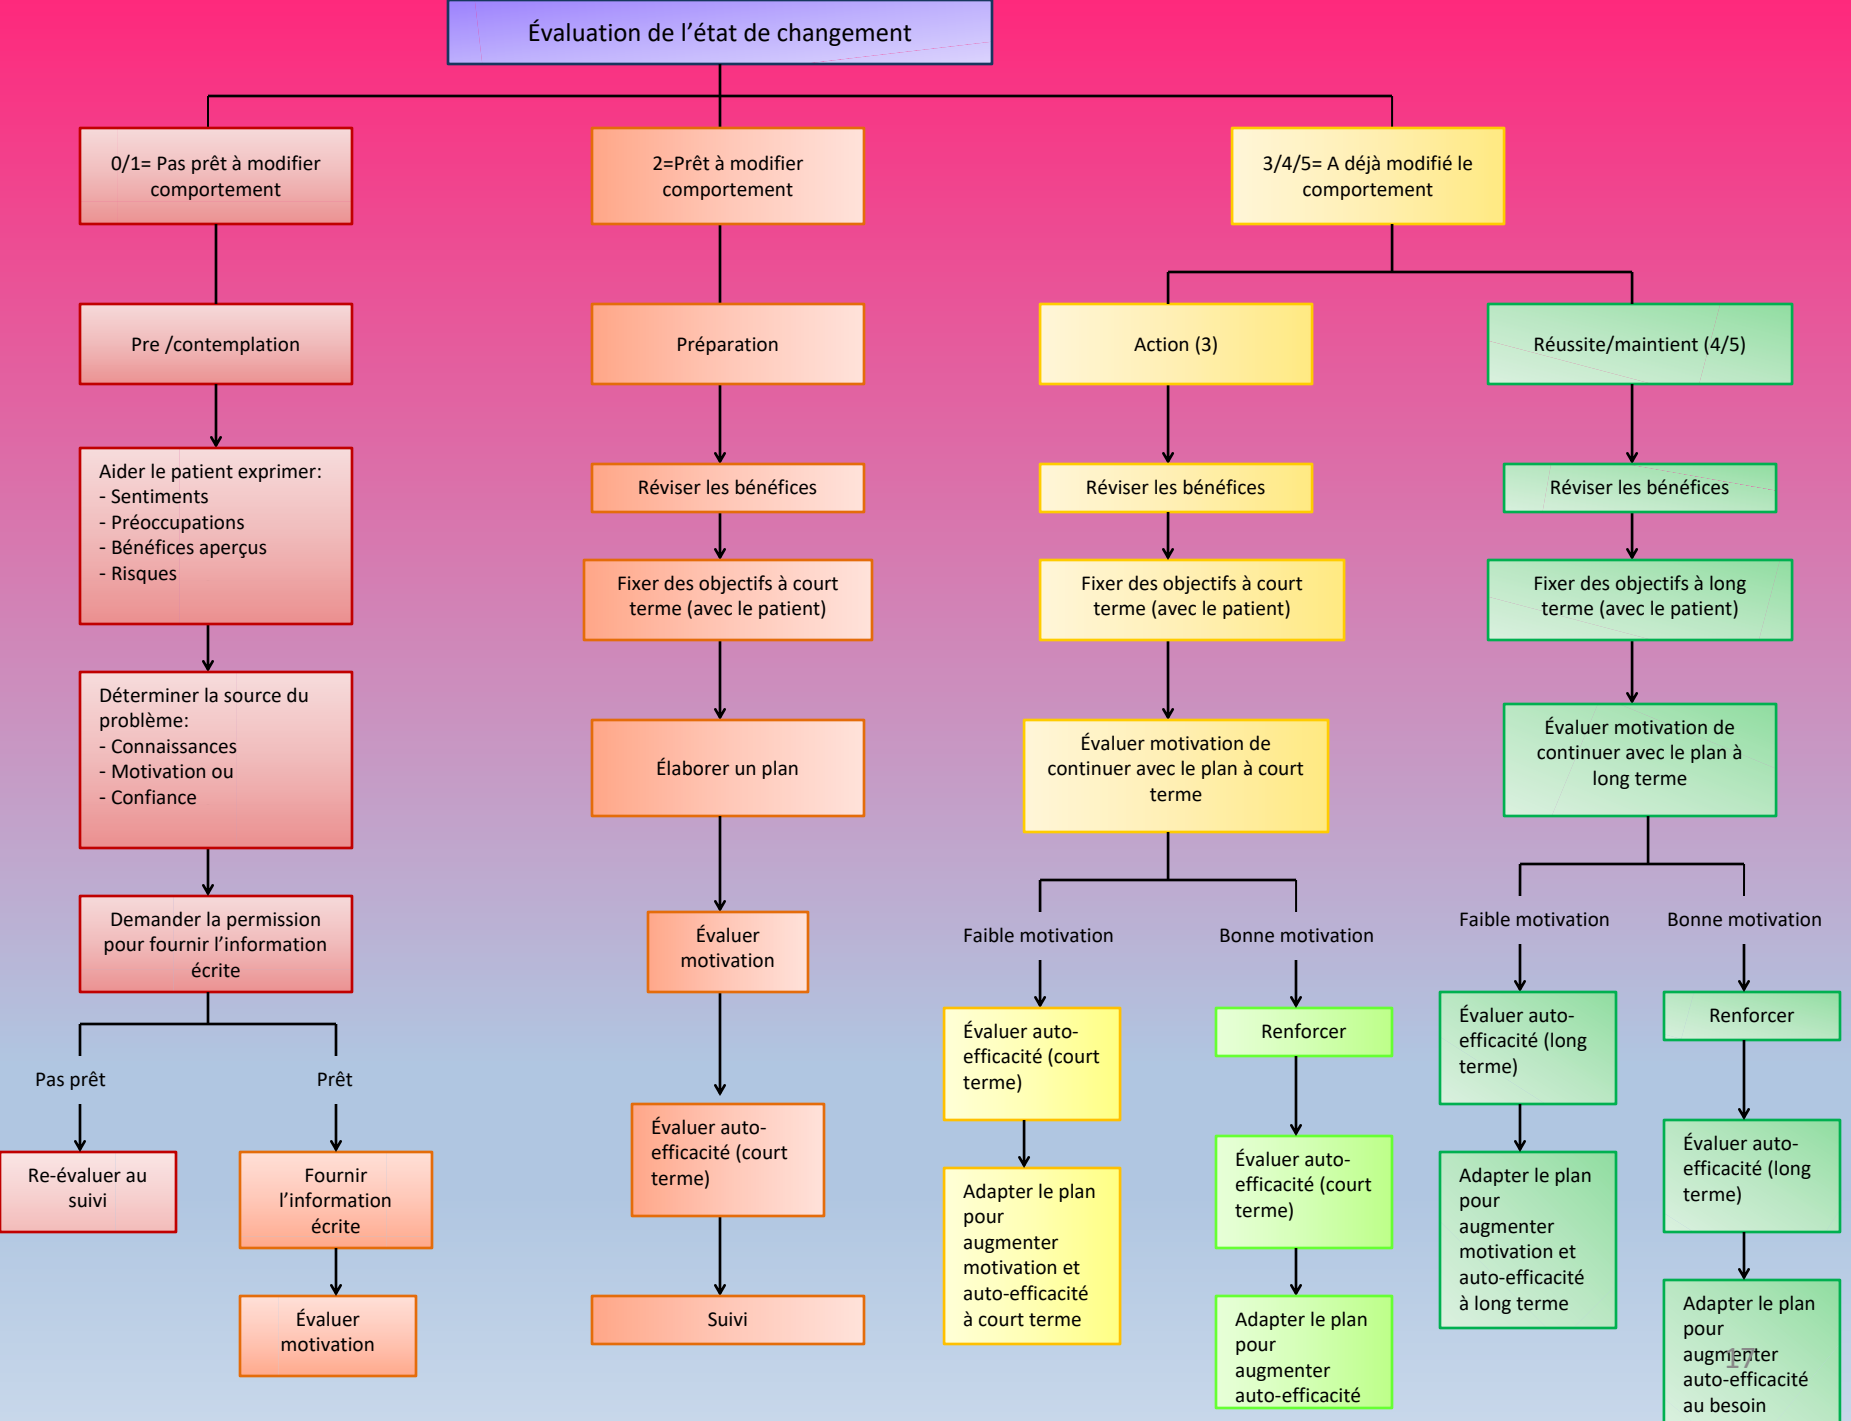 Évaluation de l’état de changement
0/1= Pas prêt à modifier
comportement
2=Prêt à modifier
comportement
3/4/5= A déjà modifié le
comportement
Pre /contemplation
Préparation
Action (3)
Réussite/maintient (4/5)
Aider le patient exprimer:
- Sentiments
- Préoccupations
- Bénéfices aperçus
- Risques
Réviser les bénéfices
Réviser les bénéfices
Réviser les bénéfices
Fixer des objectifs à court
terme (avec le patient)
Fixer des objectifs à court
terme (avec le patient)
Fixer des objectifs à long
terme (avec le patient)
Déterminer la source du
problème:
- Connaissances
- Motivation ou
- Confiance
Élaborer un plan
Évaluer motivation de
continuer avec le plan à court
terme
Évaluer motivation de
continuer avec le plan à
long terme
Demander la permission
pour fournir l’information
écrite
Évaluer
motivation
Faible motivation
Bonne motivation
Faible motivation
Bonne motivation
Pas prêt
Prêt
Évaluer auto-
efficacité (court
terme)
Évaluer auto-
efficacité (court
terme)
Renforcer
Évaluer auto-
efficacité (long
terme)
Renforcer
Re-évaluer au
suivi
Fournir
l’information
écrite
Évaluer
motivation
Suivi
Adapter le plan
pour
augmenter
motivation et
auto-efficacité
à court terme
Évaluer auto-
efficacité (court
terme)
Adapter le plan
pour
augmenter
auto-efficacité
Adapter le plan
pour
augmenter
motivation et
auto-efficacité
à long terme
Évaluer auto-
efficacité (long
terme)
Adapter le plan
pour
augmenter
auto-efficacité
au besoin
17